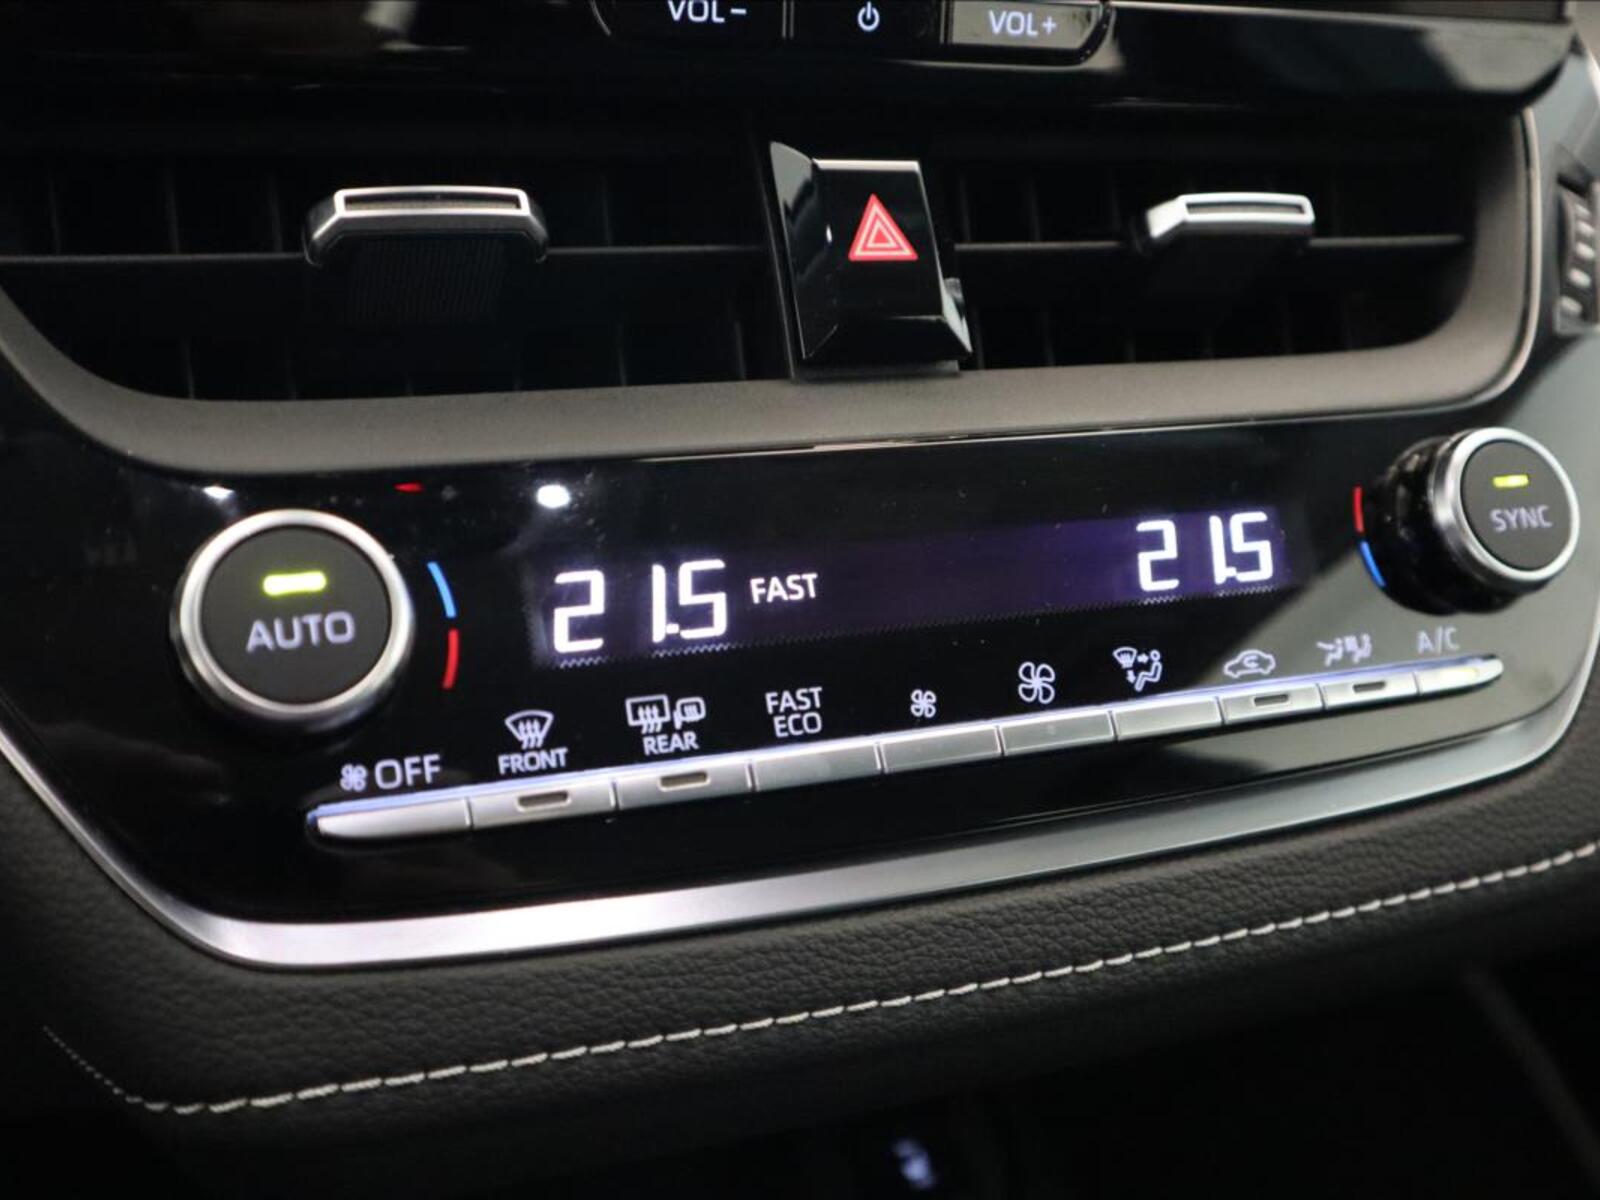 VOL- VOL+
21.5 FAST 21.5
AUTO
SYNC
OFF
FRONT
REAR
FAST
ECO
A/C